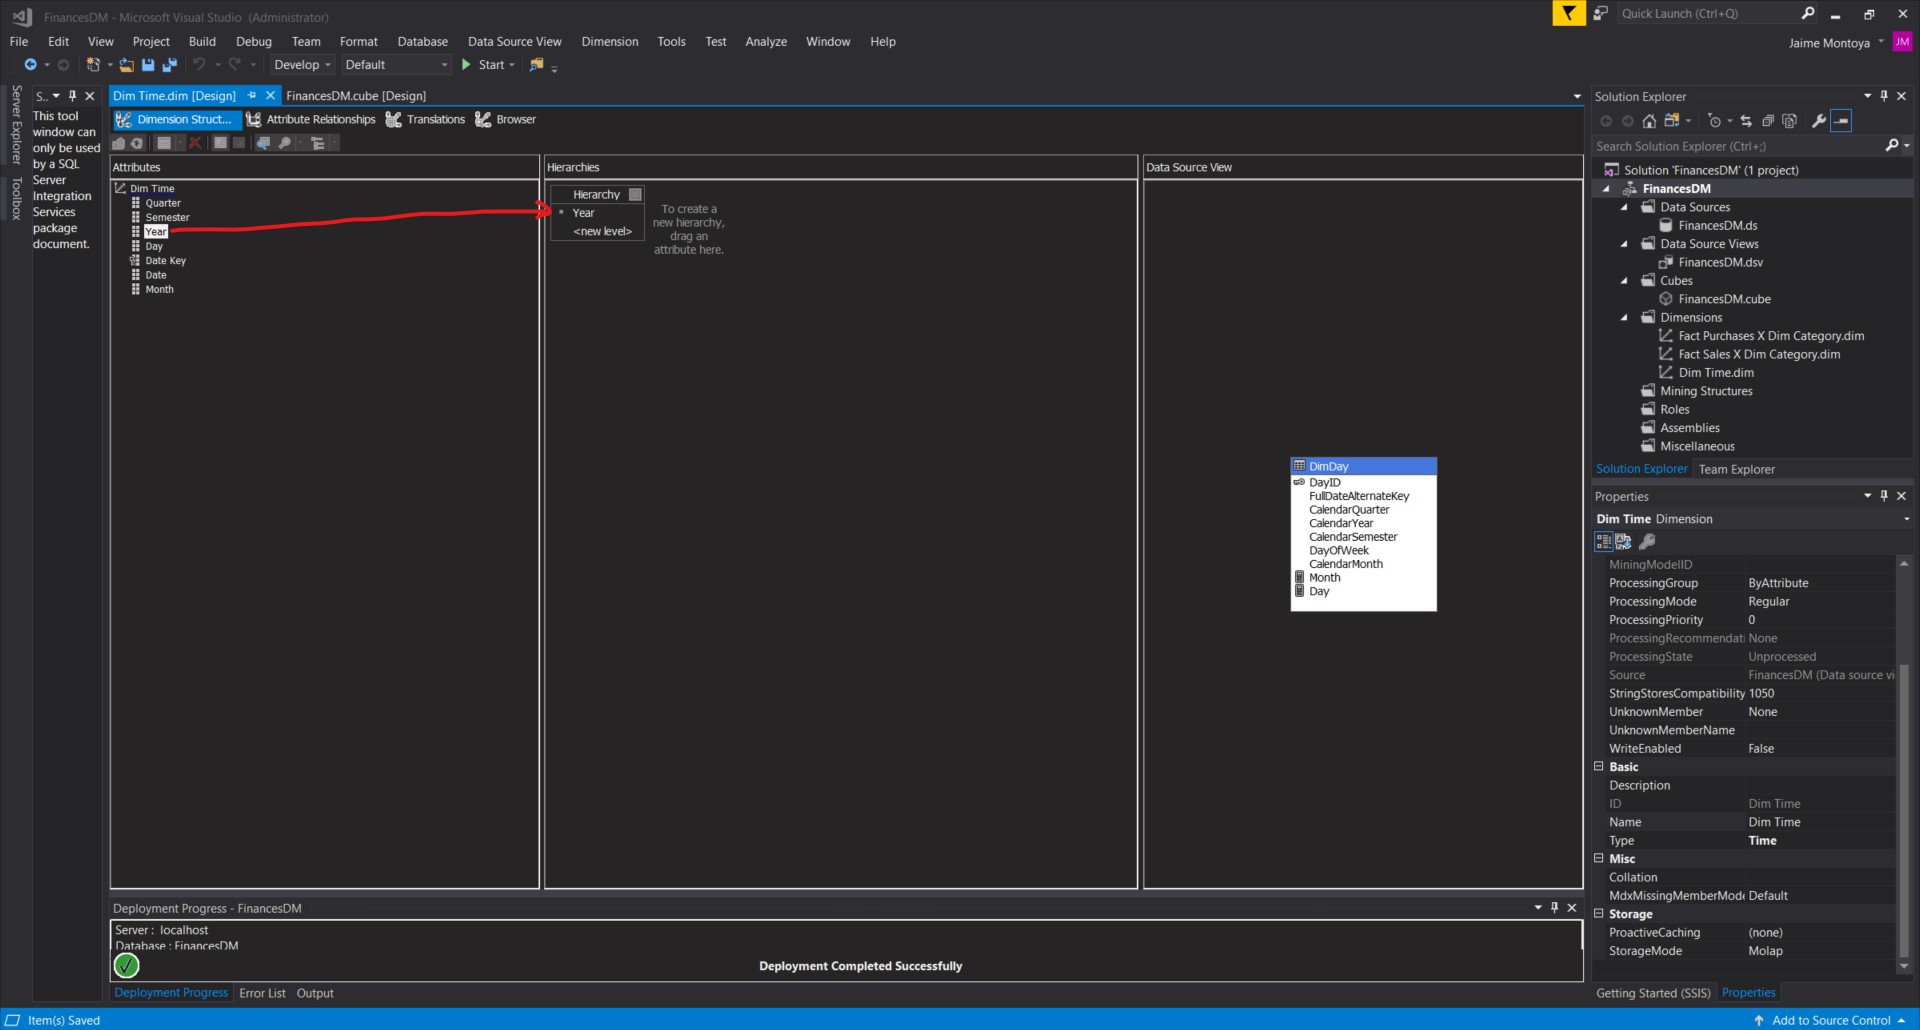 FinancesDM - Microsoft Visual Studio (Administrator)
Quick Launch (Ctrl+Q)
File Edit View Project Build Debug Team Format Database Data Source View Dimension Tools Test Analyze Window Help
Jaime Montoya
JM
Develop Default Start
Server Explorer
Toolbox
S..
This tool
window can
only be used
by a SQL
Server
Integration
Services
package
document.
Dim Time.dim [Design] FinancesDM.cube [Design]
Dimension Struct... Attribute Relationships Translations Browser
Attributes
Dim Time
Quarter
Semester
Year
Day
Date Key
Date
Month
Hierarchies
Hierarchy
Year
<new level>
To create a
new hierarchy,
drag an
attribute here.
Data Source View
DimDay
DayID
FullDateAlternateKey
CalendarQuarter
CalendarYear
CalendarSemester
DayOfWeek
CalendarMonth
Month
Day
Deployment Progress - FinancesDM
Server : localhost
Database : FinancesDM
Deployment Completed Successfully
Deployment Progress Error List Output
Solution Explorer
Search Solution Explorer (Ctrl+;)
Solution 'FinancesDM' (1 project)
FinancesDM
Data Sources
FinancesDM.ds
Data Source Views
FinancesDM.dsv
Cubes
FinancesDM.cube
Dimensions
Fact Purchases X Dim Category.dim
Fact Sales X Dim Category.dim
Dim Time.dim
Mining Structures
Roles
Assemblies
Miscellaneous
Solution Explorer Team Explorer
Properties
Dim Time Dimension
MiningModelID
ProcessingGroup ByAttribute
ProcessingMode Regular
ProcessingPriority 0
ProcessingRecommendati None
ProcessingState Unprocessed
Source FinancesDM (Data source vi
StringStoresCompatibility 1050
UnknownMember None
UnknownMemberName
WriteEnabled False
Basic
Description
ID Dim Time
Name Dim Time
Type Time
Misc
Collation
MdxMissingMemberMode Default
Storage
ProactiveCaching (none)
StorageMode Molap
Getting Started (SSIS) Properties
Item(s) Saved
Add to Source Control